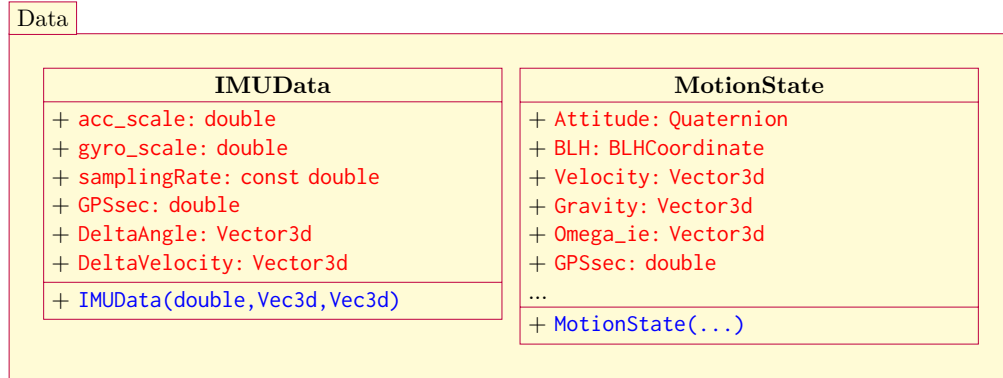 Data
IMUData
+ acc_scale: double
+ gyro_scale: double
+ samplingRate: const double
+ GPSsec: double
+ DeltaAngle: Vector3d
+ DeltaVelocity: Vector3d
+ IMUData(double,Vec3d,Vec3d)
MotionState
+ Attitude: Quaternion
+ BLH: BLHCoordinate
+ Velocity: Vector3d
+ Gravity: Vector3d
+ Omega_ie: Vector3d
+ GPSsec: double
...
+ MotionState(...)